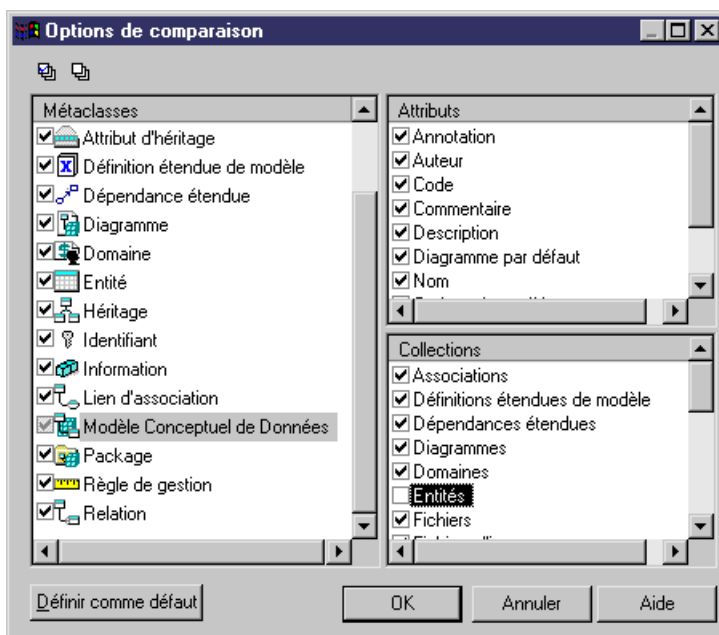 Options de comparaison
Métaclasses
Attribut d'héritage
Définition étendue de modèle
Dépendance étendue
Diagramme
Domaine
Entité
Héritage
Identifiant
Information
Lien d'association
Modèle Conceptuel de Données
Package
Règle de gestion
Relation
Attributs
Annotation
Auteur
Code
Commentaire
Description
Diagramme par défaut
Nom
Collections
Associations
Définitions étendues de modèle
Dépendances étendues
Diagrammes
Domaines
Entités
Fichiers
Définir comme défaut
OK
Annuler
Aide